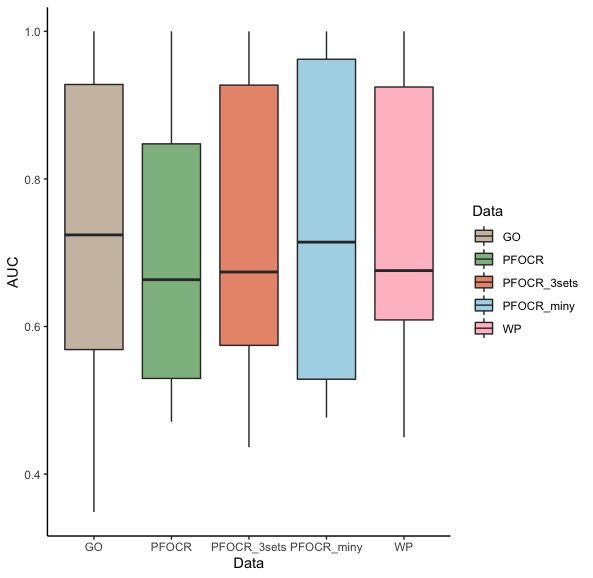 AUC
1.0
0.8
0.6
0.4
GO PFOCR PFOCR_3sets PFOCR_miny WP
Data
Data
GO
PFOCR
PFOCR_3sets
PFOCR_miny
WP